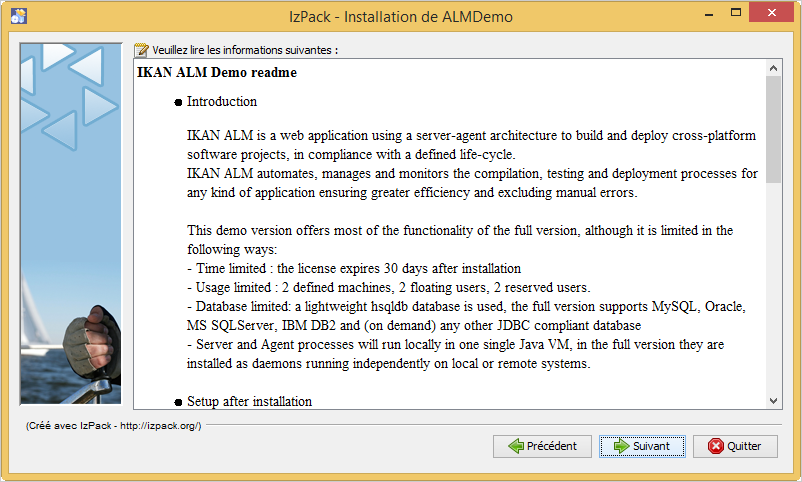 IzPack - Installation de ALMDemo
Veuillez lire les informations suivantes :
IKAN ALM Demo readme
● Introduction
IKAN ALM is a web application using a server-agent architecture to build and deploy cross-platform
software projects, in compliance with a defined life-cycle.
IKAN ALM automates, manages and monitors the compilation, testing and deployment processes for
any kind of application ensuring greater efficiency and excluding manual errors.
This demo version offers most of the functionality of the full version, although it is limited in the
following ways:
- Time limited : the license expires 30 days after installation
- Usage limited : 2 defined machines, 2 floating users, 2 reserved users.
- Database limited: a lightweight hsqldb database is used, the full version supports MySQL, Oracle,
MS SQLServer, IBM DB2 and (on demand) any other JDBC compliant database
- Server and Agent processes will run locally in one single Java VM, in the full version they are
installed as daemons running independently on local or remote systems.
● Setup after installation
(Créé avec IzPack - http://izpack.org/)
Précédent
Suivant
Quitter